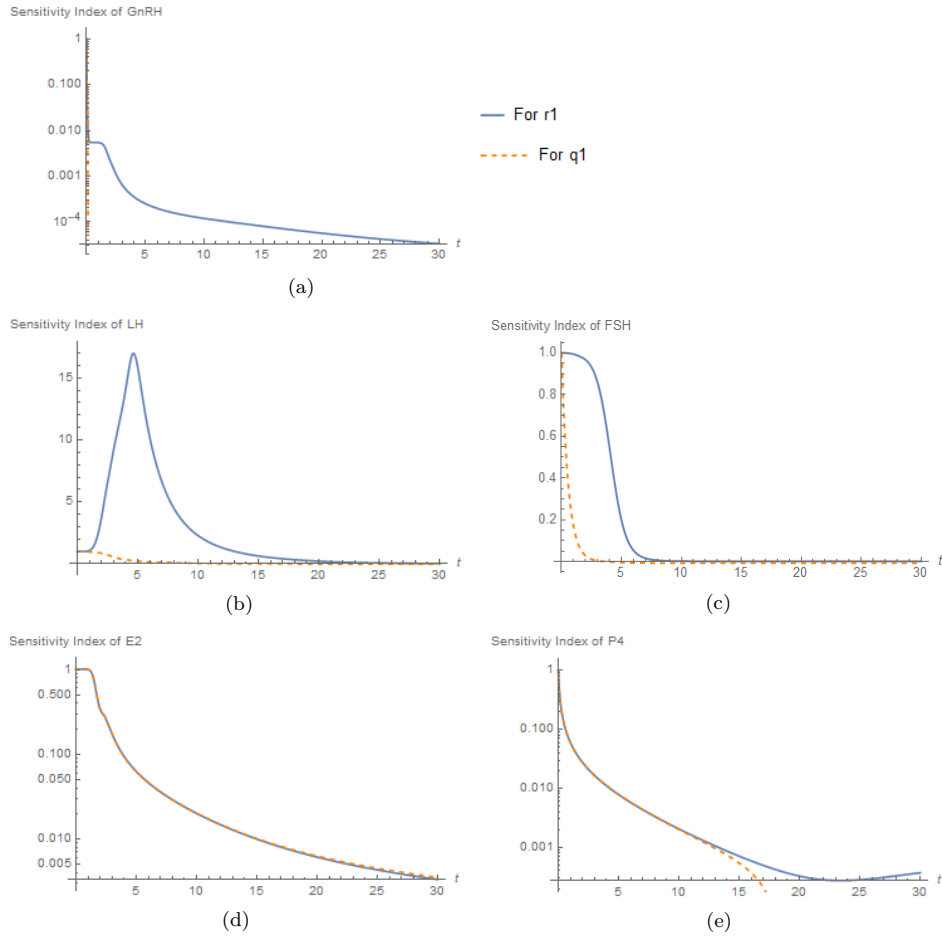 Sensitivity Index of GnRH
1
0.100
0.010
0.001
10^-4
5 10 15 20 25 30 t
For r1
For q1
(a)
Sensitivity Index of LH
15
10
5
5 10 15 20 25 30 t
(b)
Sensitivity Index of FSH
1.0
0.8
0.6
0.4
0.2
5 10 15 20 25 30 t
(c)
Sensitivity Index of E2
1
0.500
0.100
0.050
0.010
0.005
5 10 15 20 25 30 t
(d)
Sensitivity Index of P4
1
0.100
0.010
0.001
5 10 15 20 25 30 t
(e)